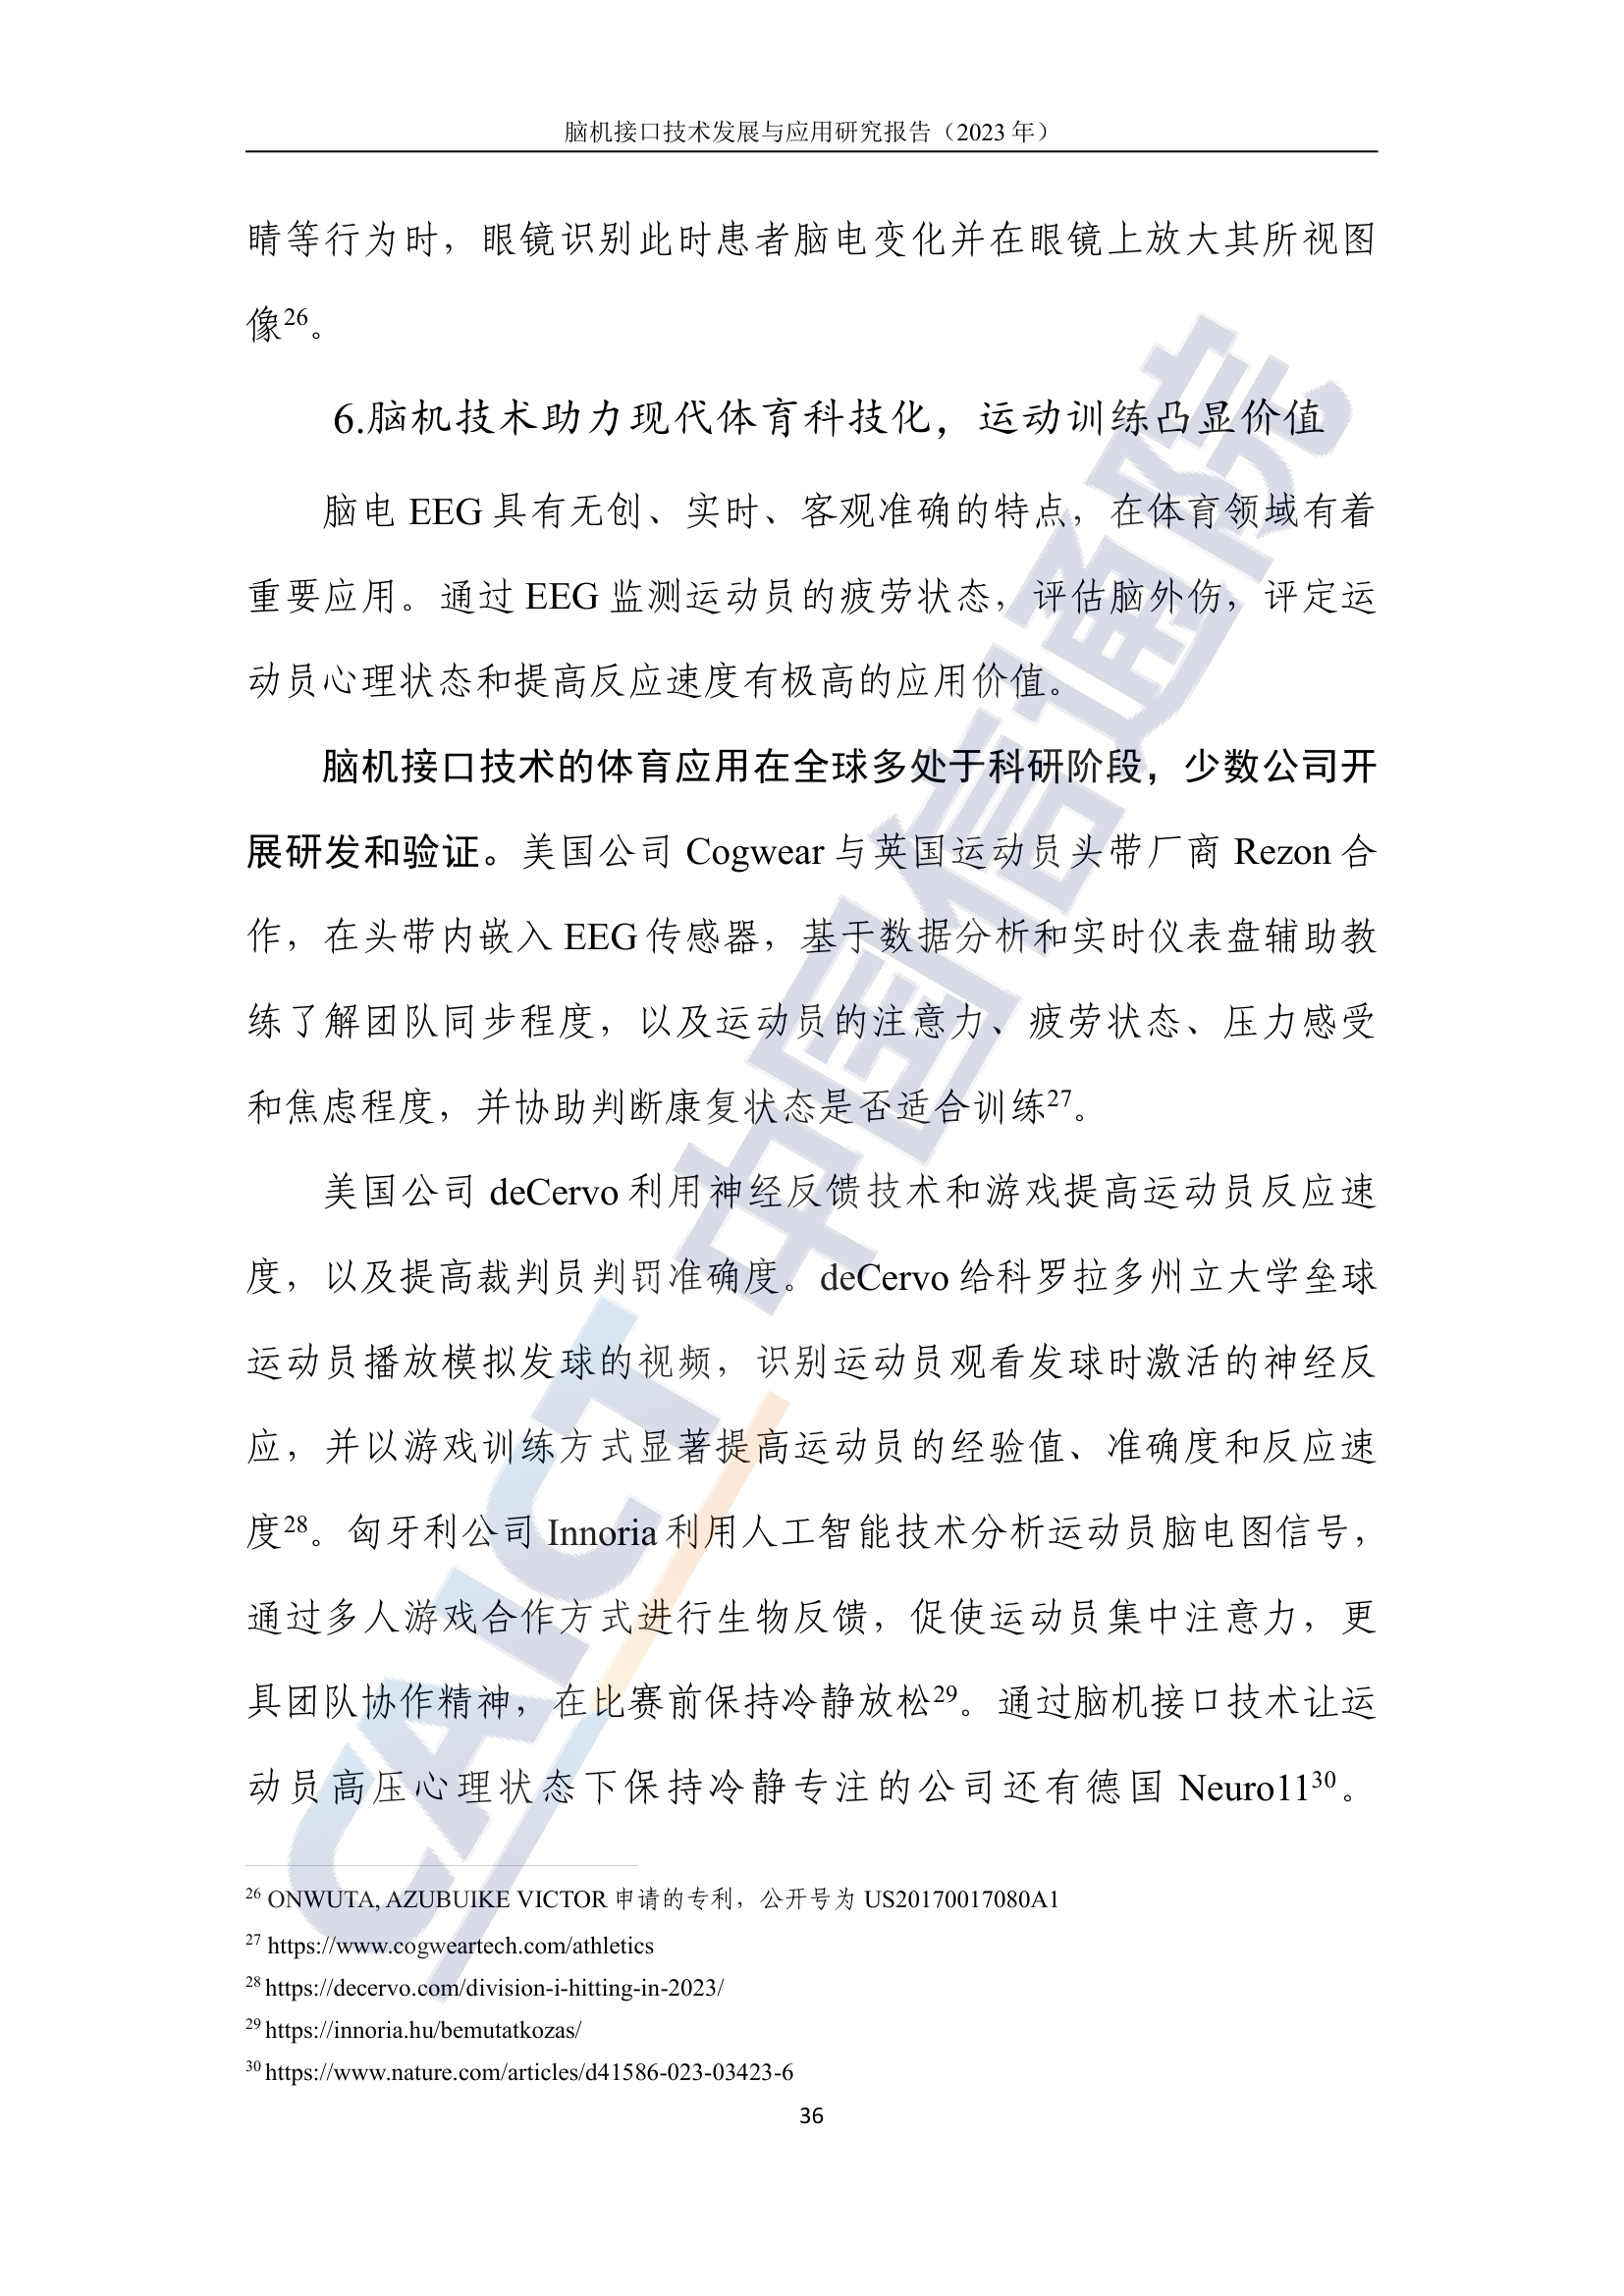 脑机接口技术发展与应用研究报告（2023 年）
睛等行为时，眼镜识别此时患者脑电变化并在眼镜上放大其所视图
像26。
6.脑机技术助力现代体育科技化，运动训练凸显价值
脑电 EEG 具有无创、实时、客观准确的特点，在体育领域有着
重要应用。通过 EEG 监测运动员的疲劳状态，评估脑外伤，评定运
动员心理状态和提高反应速度有极高的应用价值。
脑机接口技术的体育应用在全球多处于科研阶段，少数公司开
展研发和验证。美国公司 Cogwear 与英国运动员头带厂商 Rezon 合
作，在头带内嵌入 EEG 传感器，基于数据分析和实时仪表盘辅助教
练了解团队同步程度，以及运动员的注意力、疲劳状态、压力感受
和焦虑程度，并协助判断康复状态是否适合训练27。
美国公司 deCervo 利用神经反馈技术和游戏提高运动员反应速
度，以及提高裁判员判罚准确度。deCervo 给科罗拉多州立大学垒球
运动员播放模拟发球的视频，识别运动员观看发球时激活的神经反
应，并以游戏训练方式显著提高运动员的经验值、准确度和反应速
度28。匈牙利公司 Innoria 利用人工智能技术分析运动员脑电图信号，
通过多人游戏合作方式进行生物反馈，促使运动员集中注意力，更
具团队协作精神，在比赛前保持冷静放松29。通过脑机接口技术让运
动员高压心理状态下保持冷静专注的公司还有德国 Neuro1130。
26 ONWUTA, AZUBUIKE VICTOR 申请的专利，公开号为 US20170017080A1
27 https://www.cogweartech.com/athletics
28 https://decervo.com/division-i-hitting-in-2023/
29 https://innoria.hu/bemutatkozas/
30 https://www.nature.com/articles/d41586-023-03423-6
36
CAICT 中国信通院